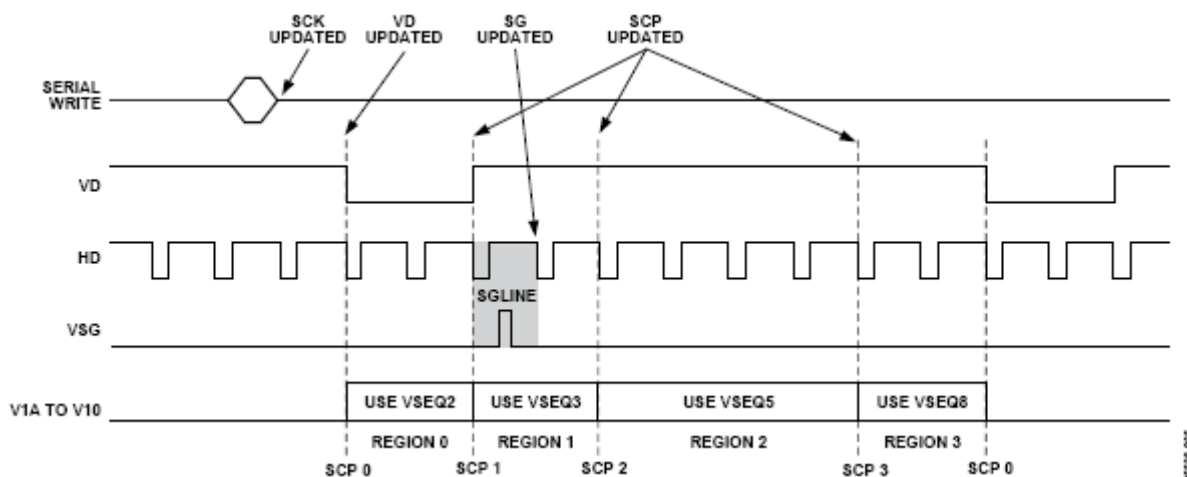 SCK UPDATED
VD UPDATED
SG UPDATED
SCP UPDATED
SERIAL WRITE
VD
HD
SGLINE
VSG
V1A TO V10
USE VSEQ2
USE VSEQ3
USE VSEQ5
USE VSEQ8
REGION 0
REGION 1
REGION 2
REGION 3
SCP 0
SCP 1
SCP 2
SCP 3
SCP 0